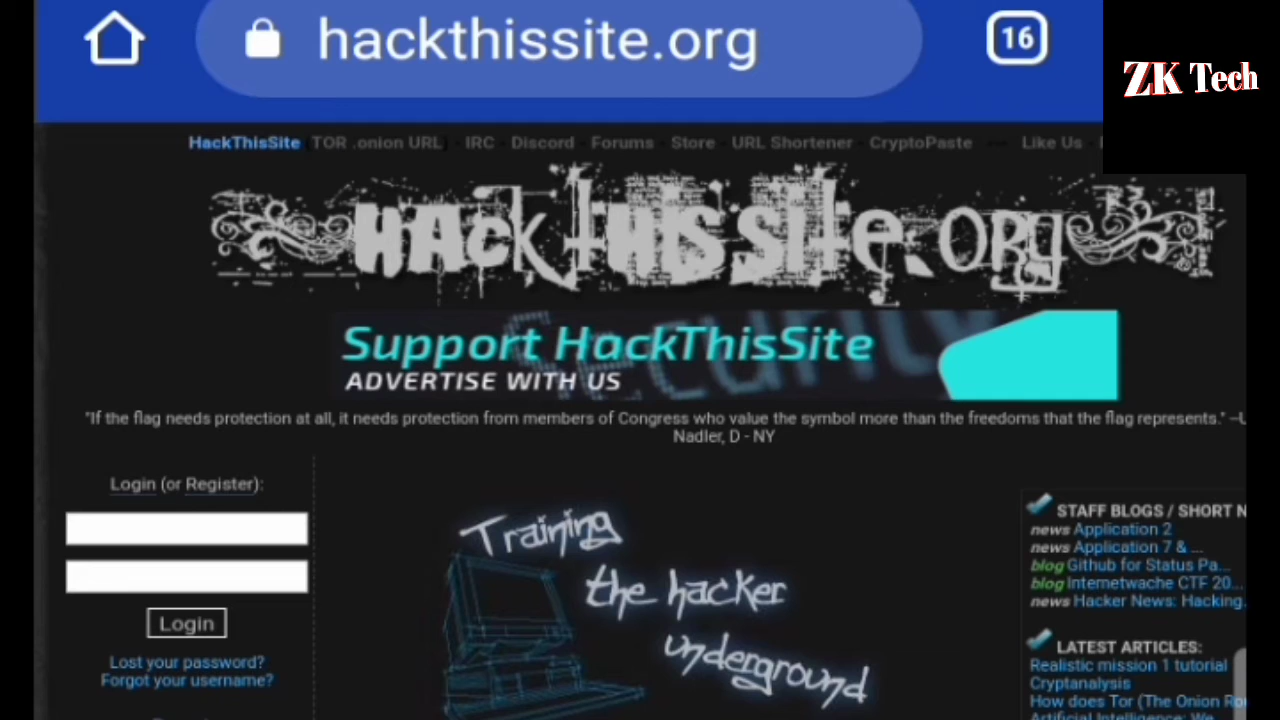 hackthissite.org
16
ZK Tech
HackThisSite (TOR .onion URL) - IRC - Discord - Forums - Store - URL Shortener - CryptoPaste --- Like Us
HackThisSite.org
Support HackThisSite
ADVERTISE WITH US
"If the flag needs protection at all, it needs protection from members of Congress who value the symbol more than the freedoms that the flag represents." --U
Nadler, D - NY
Login (or Register):
Login
Lost your password?
Forgot your username?
Training
the hacker
underground
STAFF BLOGS / SHORT N
news Application 2
news Application 7 & ...
blog Github for Status Pa...
blog Internetwache CTF 20...
news Hacker News: Hacking.
LATEST ARTICLES:
Realistic mission 1 tutorial
Cryptanalysis
How does Tor (The Onion Rou
Artificial Intelligence: